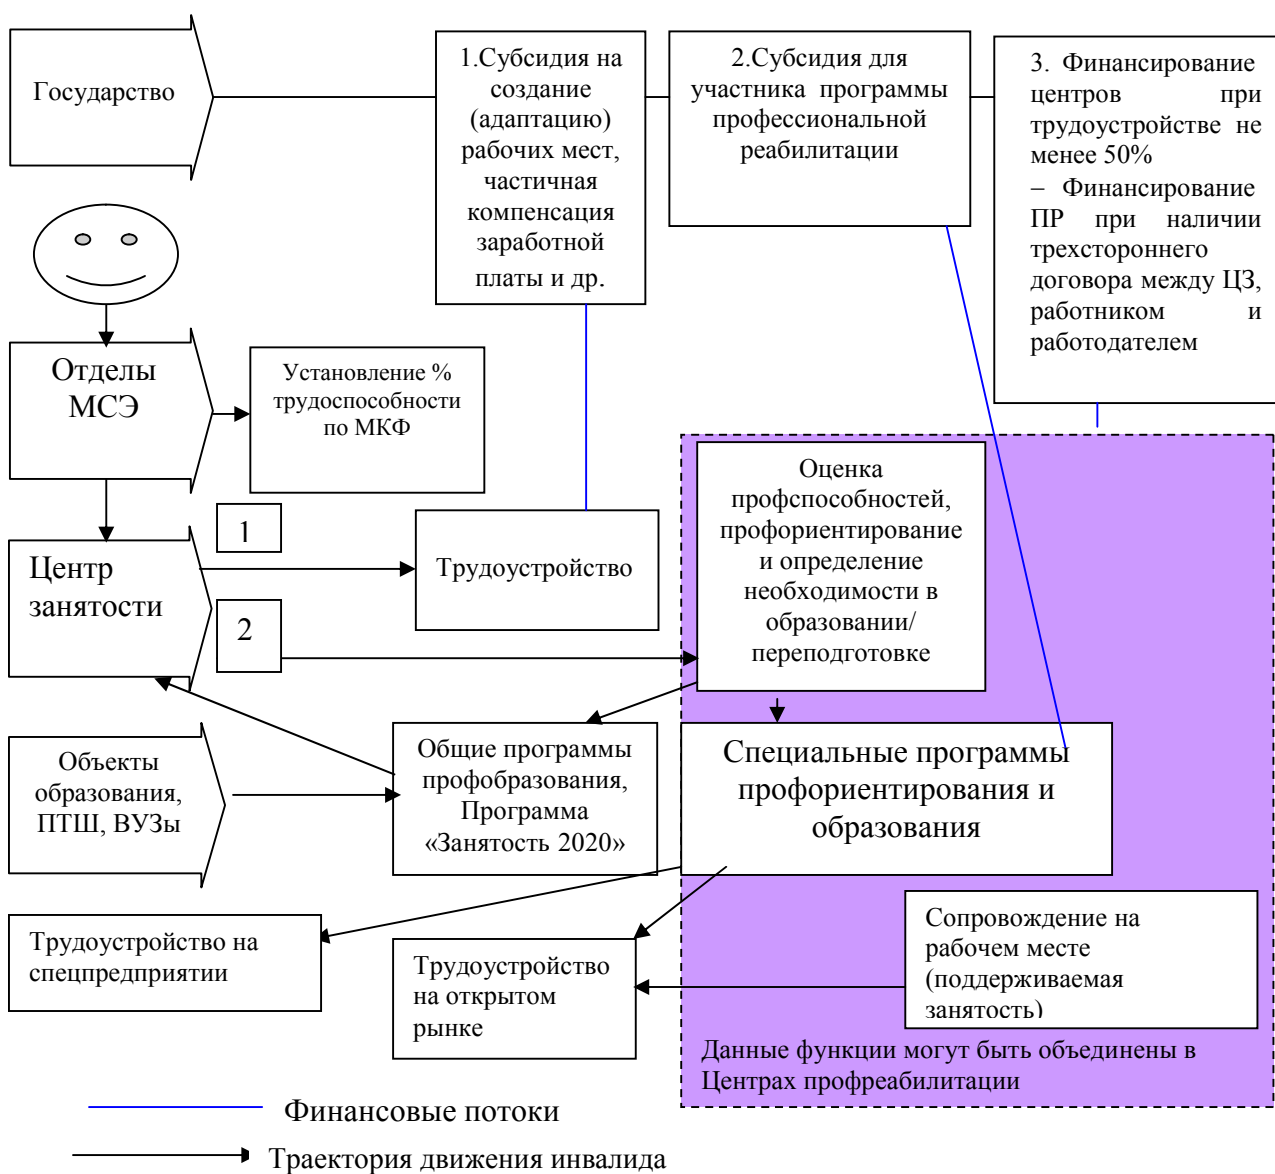 Государство
1.Субсидия на
создание
(адаптацию)
рабочих мест,
частичная
компенсация
заработной
платы и др.
2.Субсидия для
участника программы
профессиональной
реабилитации
3. Финансирование
центров при
трудоустройстве не
менее 50%
– Финансирование
ПР при наличии
трехстороннего
договора между ЦЗ,
работником и
работодателем
Отделы
МСЭ
Установление %
трудоспособности
по МКФ
Центр
занятости
1
2
Трудоустройство
Оценка
профспособностей,
профориентирование
и определение
необходимости в
образовании/
переподготовке
Объекты
образования,
ПТШ, ВУЗы
Общие программы
профобразования,
Программа
«Занятость 2020»
Специальные программы
профориентирования и
образования
Трудоустройство на
спецпредприятии
Трудоустройство
на открытом
рынке
Сопровождение на
рабочем месте
(поддерживаемая
занятость)
Данные функции могут быть объединены в
Центрах профреабилитации
Финансовые потоки
Траектория движения инвалида